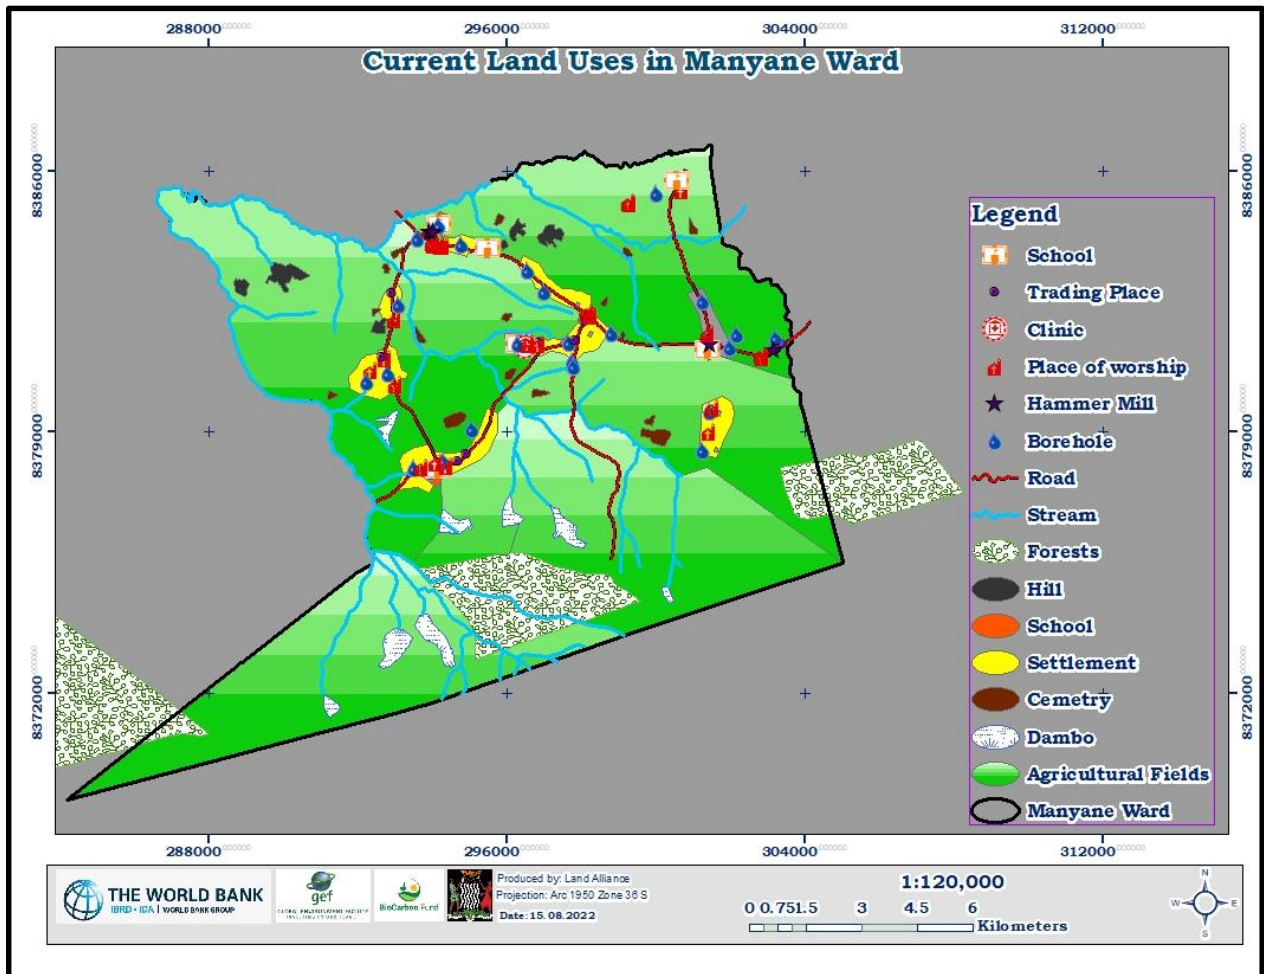 288000 296000 304000 312000
Current Land Uses in Manyane Ward
8386000 8386000
8379000 8379000
8372000 8372000
Legend
School
Trading Place
Clinic
Place of worship
Hammer Mill
Borehole
Road
Stream
Forests
Hill
School
Settlement
Cemetry
Dambo
Agricultural Fields
Manyane Ward
288000 296000 304000 312000
THE WORLD BANK
IBRD • IDA | WORLD BANK GROUP
gef
GLOBAL ENVIRONMENT FACILITY
BioCarbon Fund
Produced by: Land Alliance
Projection: Arc 1950 Zone 36 S
Date: 15.08.2022
1:120,000
0 0.751.5 3 4.5 6
Kilometers
N
W E
S